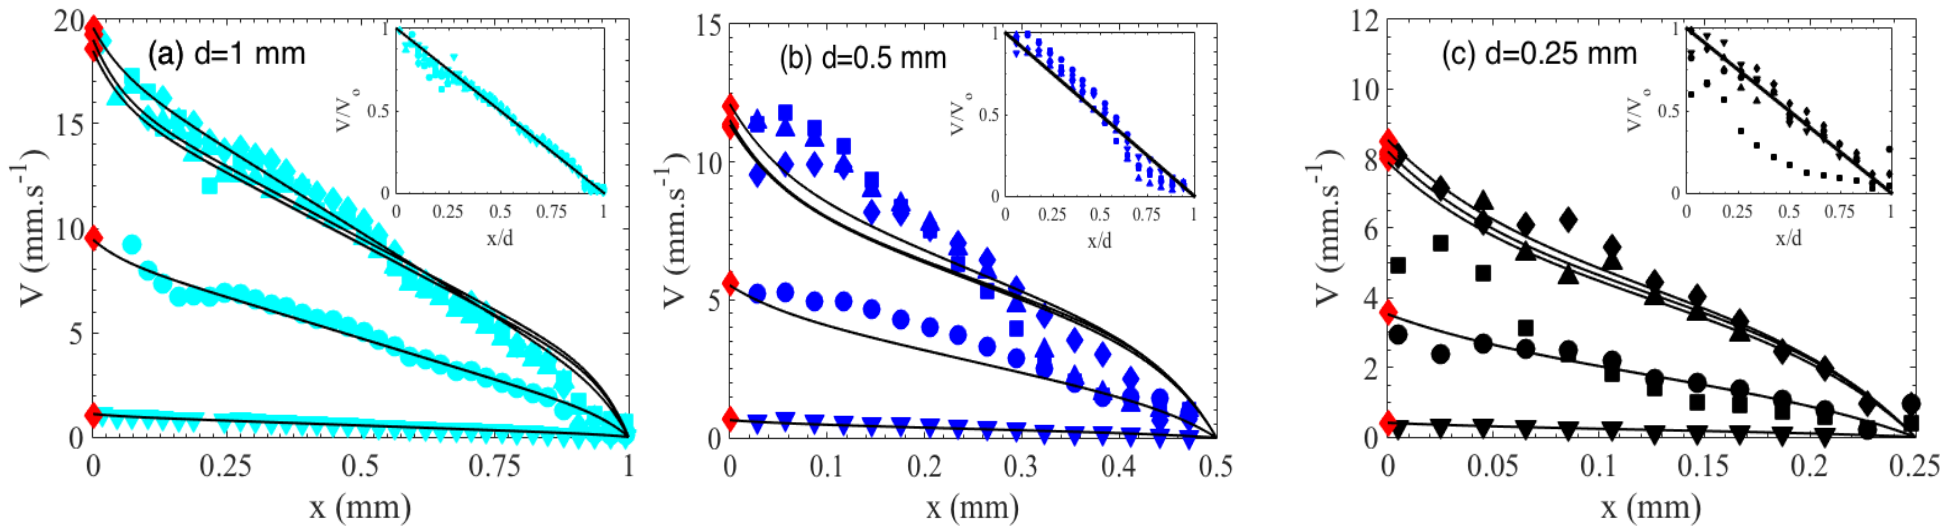 (a) d=1 mm
20
15
10
5
0
V (mm.s-1)
0 0.25 0.5 0.75 1
x (mm)
1
0.5
0
V/Vo
0 0.25 0.5 0.75 1
x/d
(b) d=0.5 mm
15
10
5
0
V (mm.s-1)
0 0.1 0.2 0.3 0.4 0.5
x (mm)
1
0.5
0
V/Vo
0 0.25 0.5 0.75 1
x/d
(c) d=0.25 mm
12
10
8
6
4
2
0
V (mm.s-1)
0 0.05 0.1 0.15 0.2 0.25
x (mm)
1
0.5
0
V/Vo
0 0.25 0.5 0.75 1
x/d